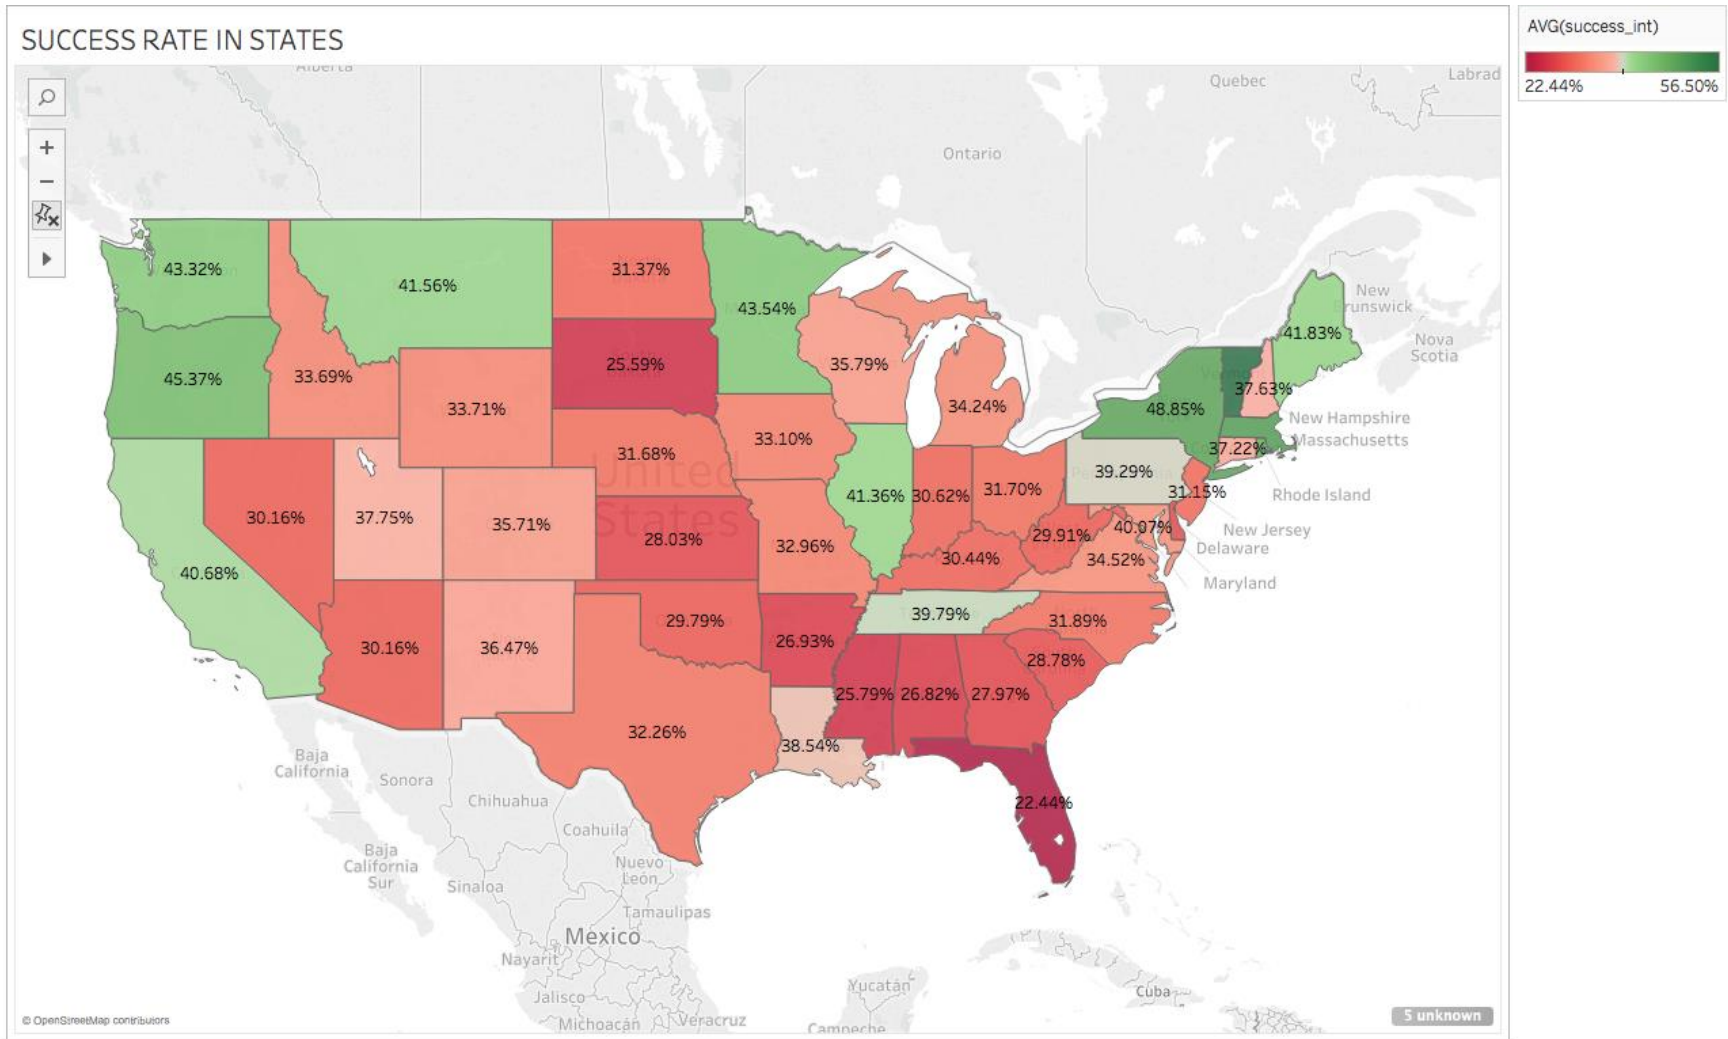 SUCCESS RATE IN STATES
AVG(success_int)
22.44%
56.50%
Alberta
Quebec
Labrad
Ontario
43.32%
41.56%
31.37%
43.54%
New
Brunswick
41.83%
Nova
Scotia
45.37%
33.69%
25.59%
35.79%
37.63%
33.71%
34.24%
48.85%
New Hampshire
Massachusetts
33.10%
37.22%
31.68%
39.29%
United
States
41.36%
30.62%
31.70%
31.15%
Rhode Island
30.16%
37.75%
35.71%
28.03%
32.96%
29.91%
40.07%
New Jersey
Delaware
30.44%
34.52%
40.68%
Maryland
29.79%
39.79%
31.89%
30.16%
36.47%
26.93%
28.78%
25.79%
26.82%
27.97%
32.26%
38.54%
22.44%
Baja
California
Sonora
Chihuahua
Coahuila
Baja
California
Sur
Nuevo
León
Sinaloa
Tamaulipas
Mexico
Nayarit
Yucatán
Cuba
Jalisco
© OpenStreetMap contributors
Michoacán
Veracruz
Campeche
5 unknown